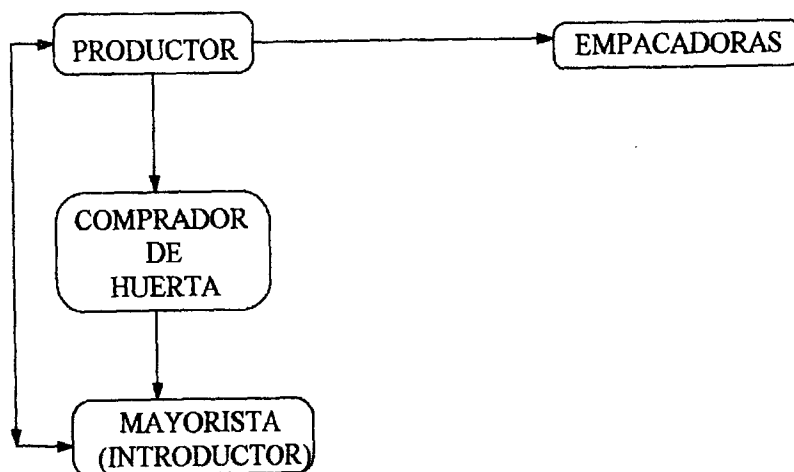 PRODUCTOR
EMPACADORAS
COMPRADOR
DE
HUERTA
MAYORISTA
(INTRODUCTOR)